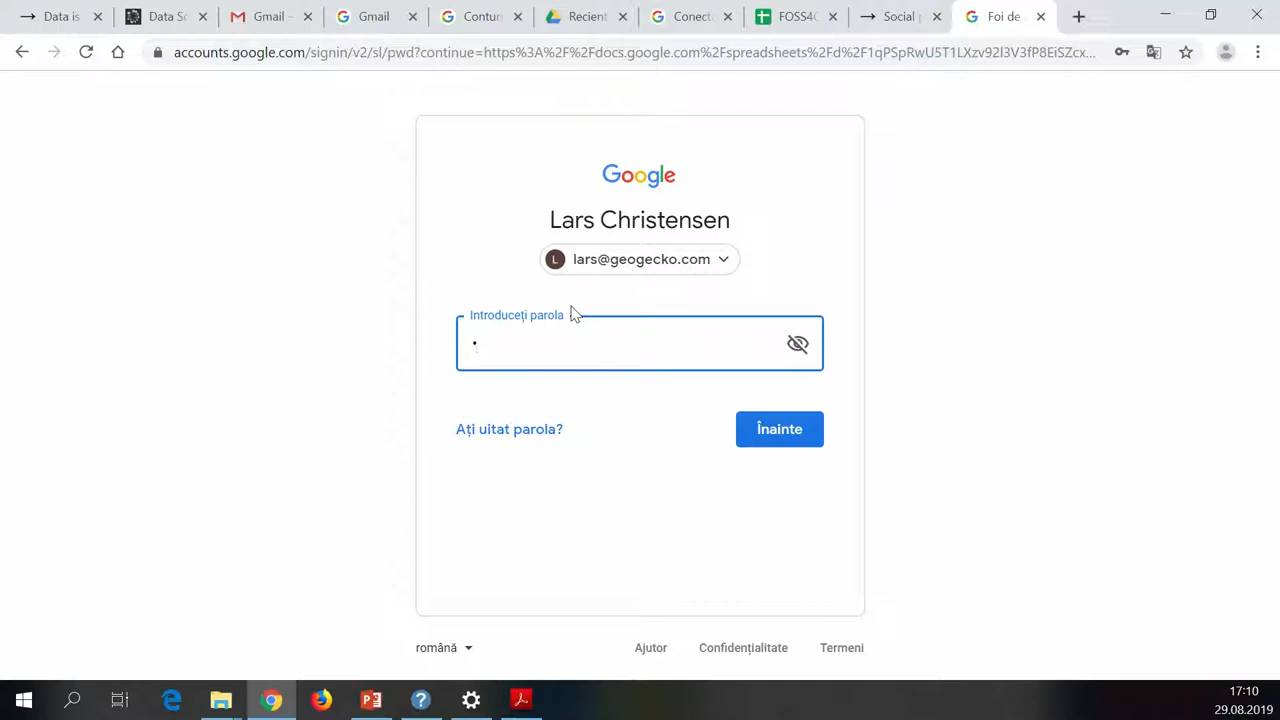 Data is
Data Sc
Gmail -
Gmail
Contul
Recient
Conect
FOSS4G
Social p
Foi de
accounts.google.com/signin/v2/sl/pwd?continue=https%3A%2F%2Fdocs.google.com%2Fspreadsheets%2Fd%2F1qPSpRwU5T1LXzv92l3V3fP8EiSZcx...
Google
Lars Christensen
L lars@geogecko.com
Introduceți parola
Ați uitat parola?
Înainte
română
Ajutor
Confidențialitate
Termeni
17:10
29.08.2019